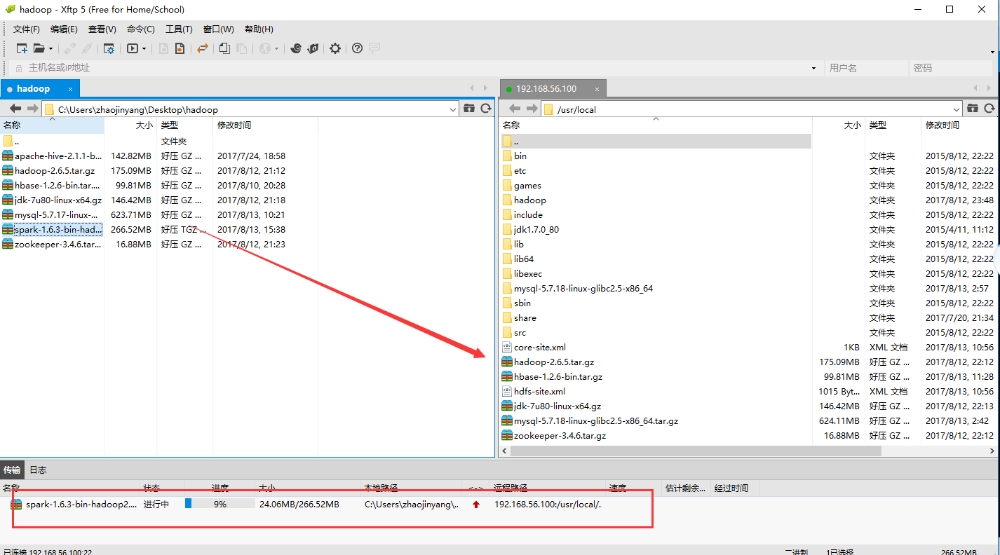 hadoop - Xftp 5 (Free for Home/School)
文件(F) 编辑(E) 查看(V) 命令(C) 工具(T) 窗口(W) 帮助(H)
主机名或IP地址 用户名 密码
hadoop × 192.168.56.100 ×
C:\Users\zhaojinyang\Desktop\hadoop /usr/local
名称 大小 类型 修改时间
.. 文件夹
apache-hive-2.1.1-b... 142.82MB 好压 GZ ... 2017/7/24, 18:58
hadoop-2.6.5.tar.gz 175.09MB 好压 GZ ... 2017/8/12, 21:12
hbase-1.2.6-bin.tar.... 99.81MB 好压 GZ ... 2017/8/10, 20:28
jdk-7u80-linux-x64.gz 146.42MB 好压 GZ ... 2017/8/12, 21:18
mysql-5.7.17-linux-... 623.71MB 好压 GZ ... 2017/8/13, 10:21
spark-1.6.3-bin-had... 266.52MB 好压 TGZ ... 2017/8/13, 15:38
zookeeper-3.4.6.tar... 16.88MB 好压 GZ ... 2017/8/12, 21:23
名称 大小 类型 修改时间
..
bin 文件夹 2015/8/12, 22:22
etc 文件夹 2015/8/12, 22:22
games 文件夹 2015/8/12, 22:22
hadoop 文件夹 2017/8/12, 23:48
include 文件夹 2015/8/12, 22:22
jdk1.7.0_80 文件夹 2015/4/11, 11:12
lib 文件夹 2015/8/12, 22:22
lib64 文件夹 2015/8/12, 22:22
libexec 文件夹 2015/8/12, 22:22
mysql-5.7.18-linux-glibc2.5-x86_64 文件夹 2017/8/13, 2:57
sbin 文件夹 2015/8/12, 22:22
share 文件夹 2017/7/20, 21:34
src 文件夹 2015/8/12, 22:22
core-site.xml 1KB XML 文档 2017/8/13, 10:56
hadoop-2.6.5.tar.gz 175.09MB 好压 GZ ... 2017/8/12, 22:12
hbase-1.2.6-bin.tar.gz 99.81MB 好压 GZ ... 2017/8/13, 11:28
hdfs-site.xml 1015 Byt... XML 文档 2017/8/13, 10:56
jdk-7u80-linux-x64.gz 146.42MB 好压 GZ ... 2017/8/12, 22:13
mysql-5.7.18-linux-glibc2.5-x86_64.tar.gz 624.11MB 好压 GZ ... 2017/8/13, 2:42
zookeeper-3.4.6.tar.gz 16.88MB 好压 GZ ... 2017/8/12, 22:12
传输 日志
名称 状态 进度 大小 本地路径 <-> 远程路径 速度 估计剩余... 经过时间
spark-1.6.3-bin-hadoop2.... 进行中 9% 24.06MB/266.52MB C:\Users\zhaojinyang\.. 192.168.56.100:/usr/local/.
已连接 192.168.56.100:22 二进制 1已选择 266.52MB